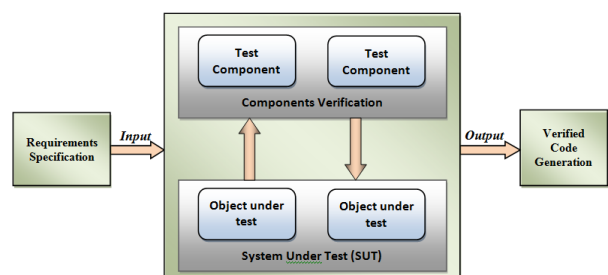 Requirements
Specification
Input
Test
Component
Test
Component
Components Verification
Object under
test
Object under
test
System Under Test (SUT)
Output
Verified
Code
Generation